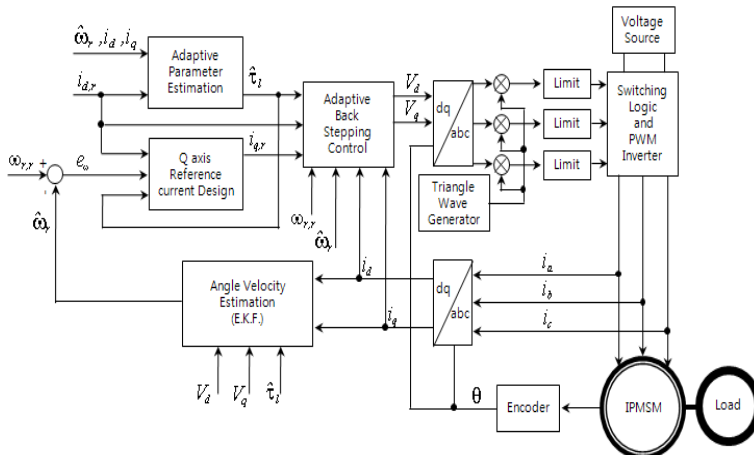 ω̂r ,id ,iq
id,r
Adaptive
Parameter
Estimation
τ̂l
Q axis
Reference
current Design
iq,r
ωr,r +
-
eω
ω̂r
Adaptive
Back
Stepping
Control
Vd
Vq
ωr,r
ω̂r
dq
abc
Triangle
Wave
Generator
Limit
Limit
Limit
Voltage
Source
Switching
Logic
and
PWM
Inverter
Angle Velocity
Estimation
(E.K.F.)
Vd
Vq
τ̂l
id
iq
dq
abc
ia
ib
ic
θ
Encoder
IPMSM
Load